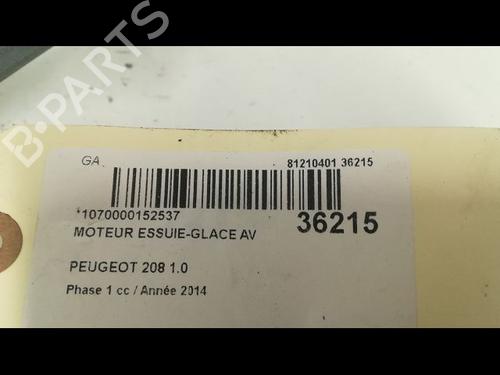 B-PARTS
GA
81210401 36215
*1070000152537
36215
MOTEUR ESSUIE-GLACE AV
PEUGEOT 208 1.0
Phase 1 cc / Année 2014